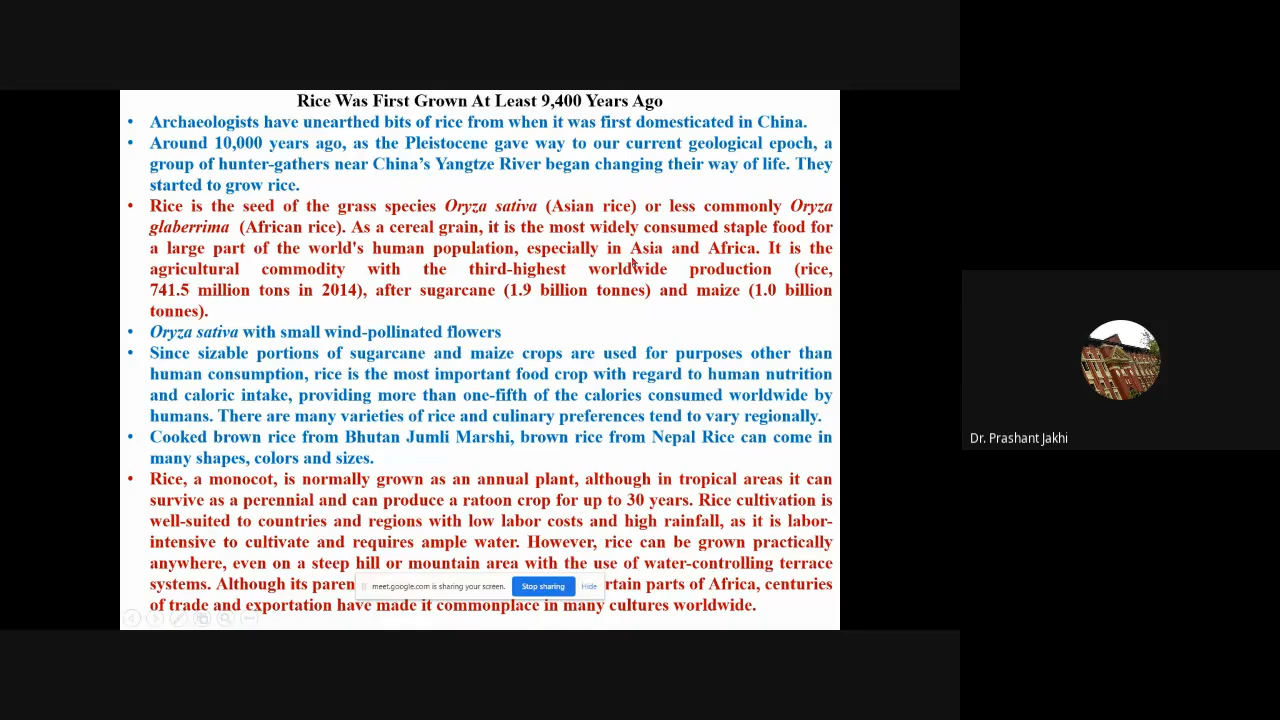 Rice Was First Grown At Least 9,400 Years Ago
• Archaeologists have unearthed bits of rice from when it was first domesticated in China.
• Around 10,000 years ago, as the Pleistocene gave way to our current geological epoch, a
group of hunter-gathers near China’s Yangtze River began changing their way of life. They
started to grow rice.
• Rice is the seed of the grass species Oryza sativa (Asian rice) or less commonly Oryza
glaberrima (African rice). As a cereal grain, it is the most widely consumed staple food for
a large part of the world's human population, especially in Asia and Africa. It is the
agricultural commodity with the third-highest worldwide production (rice,
741.5 million tons in 2014), after sugarcane (1.9 billion tonnes) and maize (1.0 billion
tonnes).
• Oryza sativa with small wind-pollinated flowers
• Since sizable portions of sugarcane and maize crops are used for purposes other than
human consumption, rice is the most important food crop with regard to human nutrition
and caloric intake, providing more than one-fifth of the calories consumed worldwide by
humans. There are many varieties of rice and culinary preferences tend to vary regionally.
• Cooked brown rice from Bhutan Jumli Marshi, brown rice from Nepal Rice can come in
many shapes, colors and sizes.
• Rice, a monocot, is normally grown as an annual plant, although in tropical areas it can
survive as a perennial and can produce a ratoon crop for up to 30 years. Rice cultivation is
well-suited to countries and regions with low labor costs and high rainfall, as it is labor-
intensive to cultivate and requires ample water. However, rice can be grown practically
anywhere, even on a steep hill or mountain area with the use of water-controlling terrace
systems. Although its paren rtain parts of Africa, centuries
of trade and exportation have made it commonplace in many cultures worldwide.
meet.google.com is sharing your screen. Stop sharing Hide
Dr. Prashant Jakhi